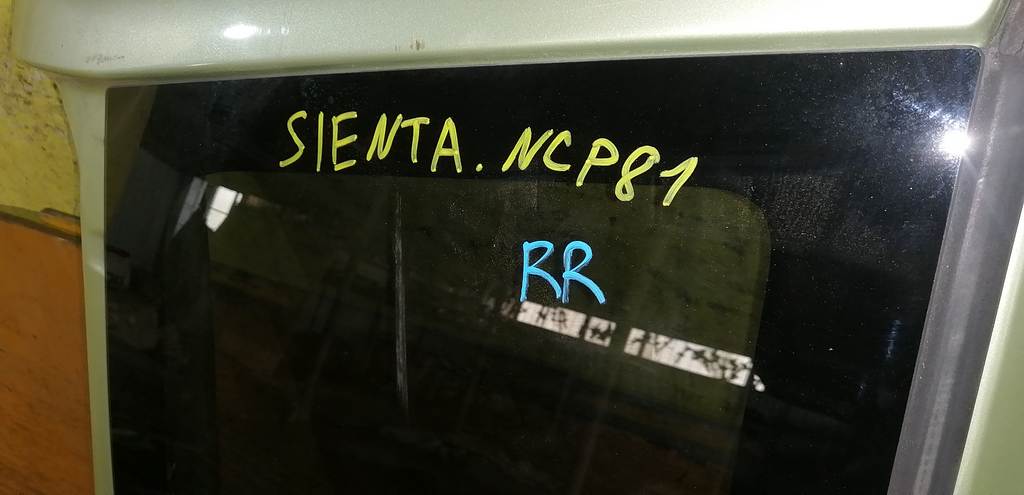 SIENTA. NCP81
RR